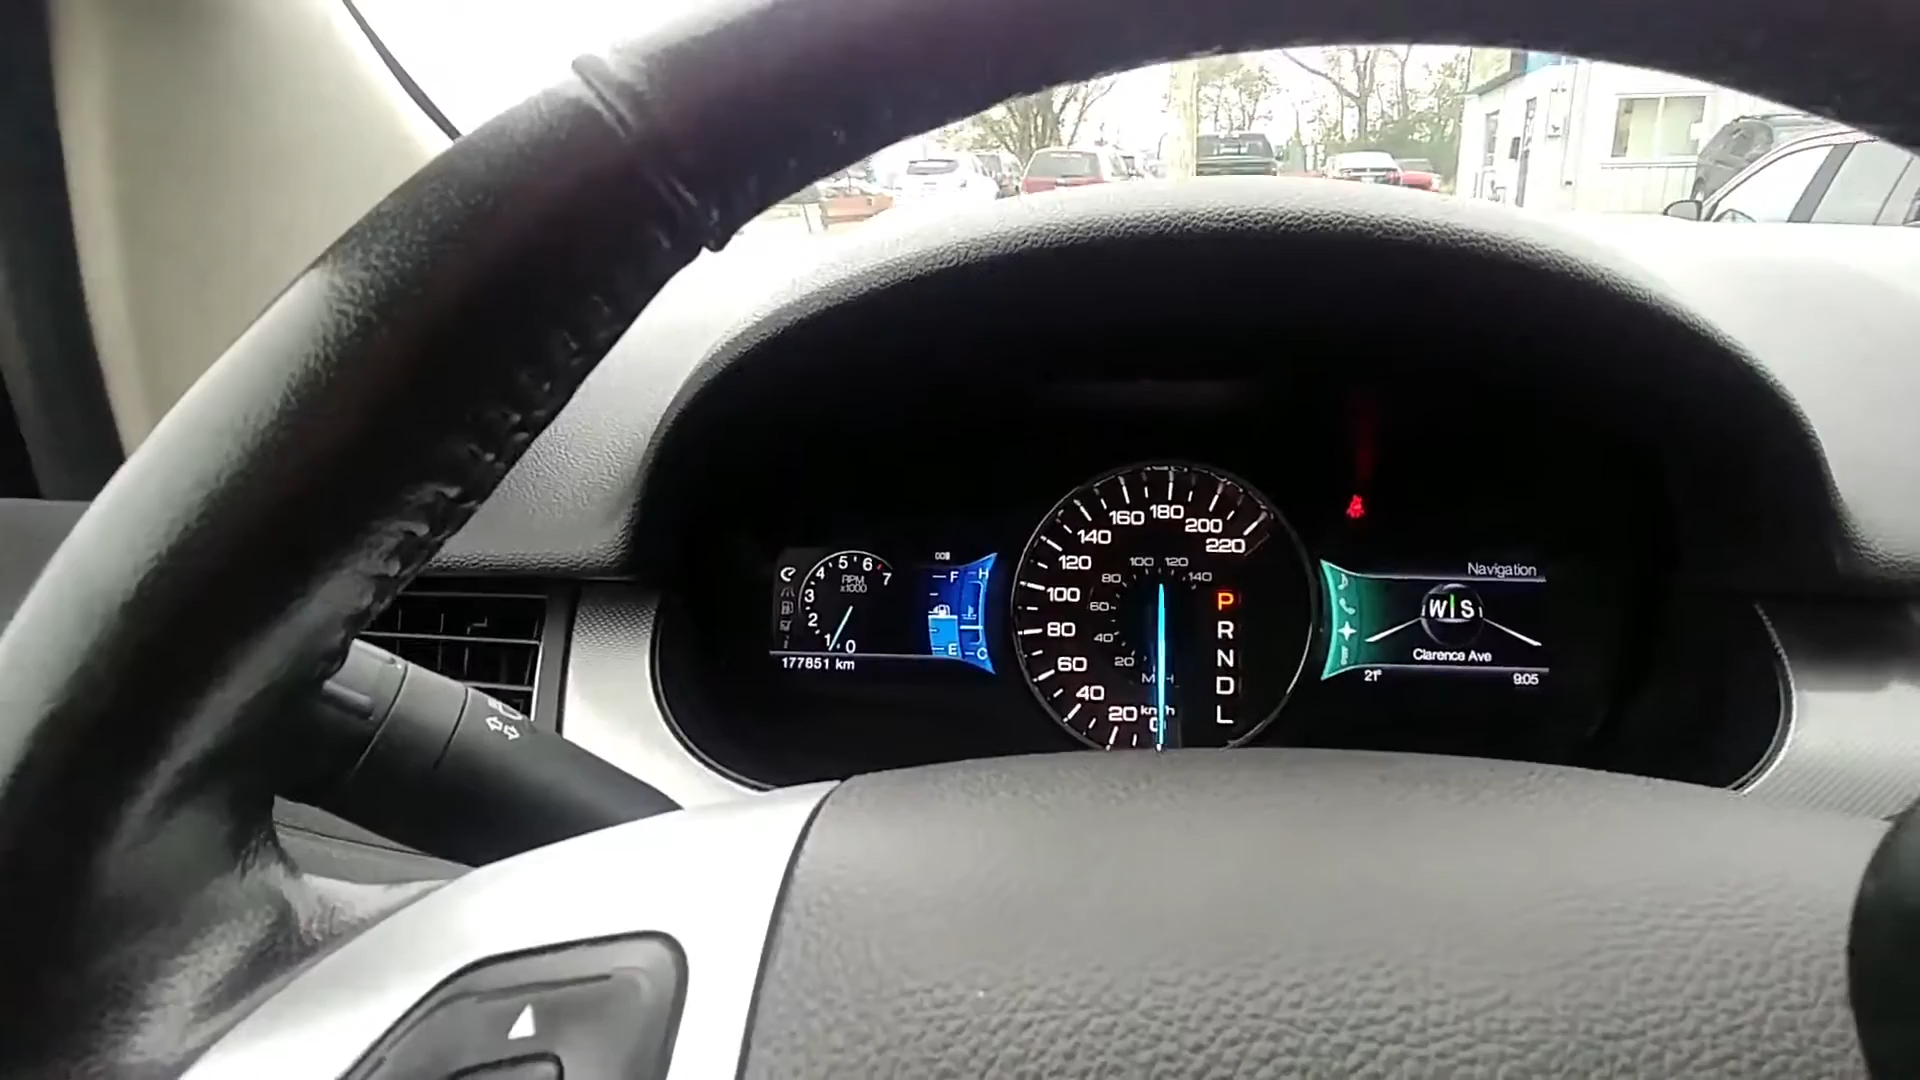 4 5 6 7
3
2
1 0
RPM
x1000
F H
E C
177851 km
160 180 200
140 220
120
100
80
60
40
20
100 120
80 140
60
40
20
km/h
0
P
R
N
D
L
Navigation
W S
Clarence Ave
21° 9:05